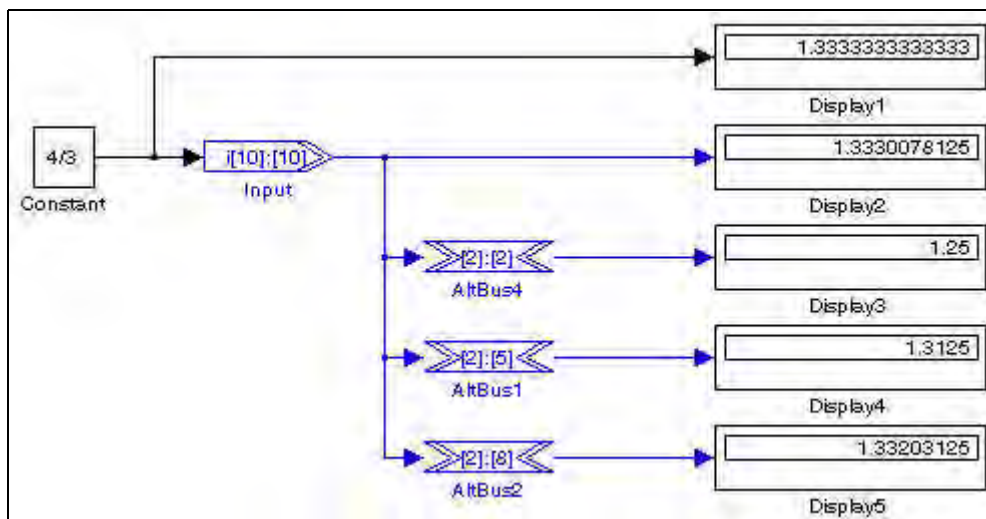 1.3333333333333
Display1
4/3
Constant
i[10]:[10]
Input
1.3330078125
Display2
[2]:[2]
AltBus4
1.25
Display3
[2]:[5]
AltBus1
1.3125
Display4
[2]:[8]
AltBus2
1.33203125
Display5